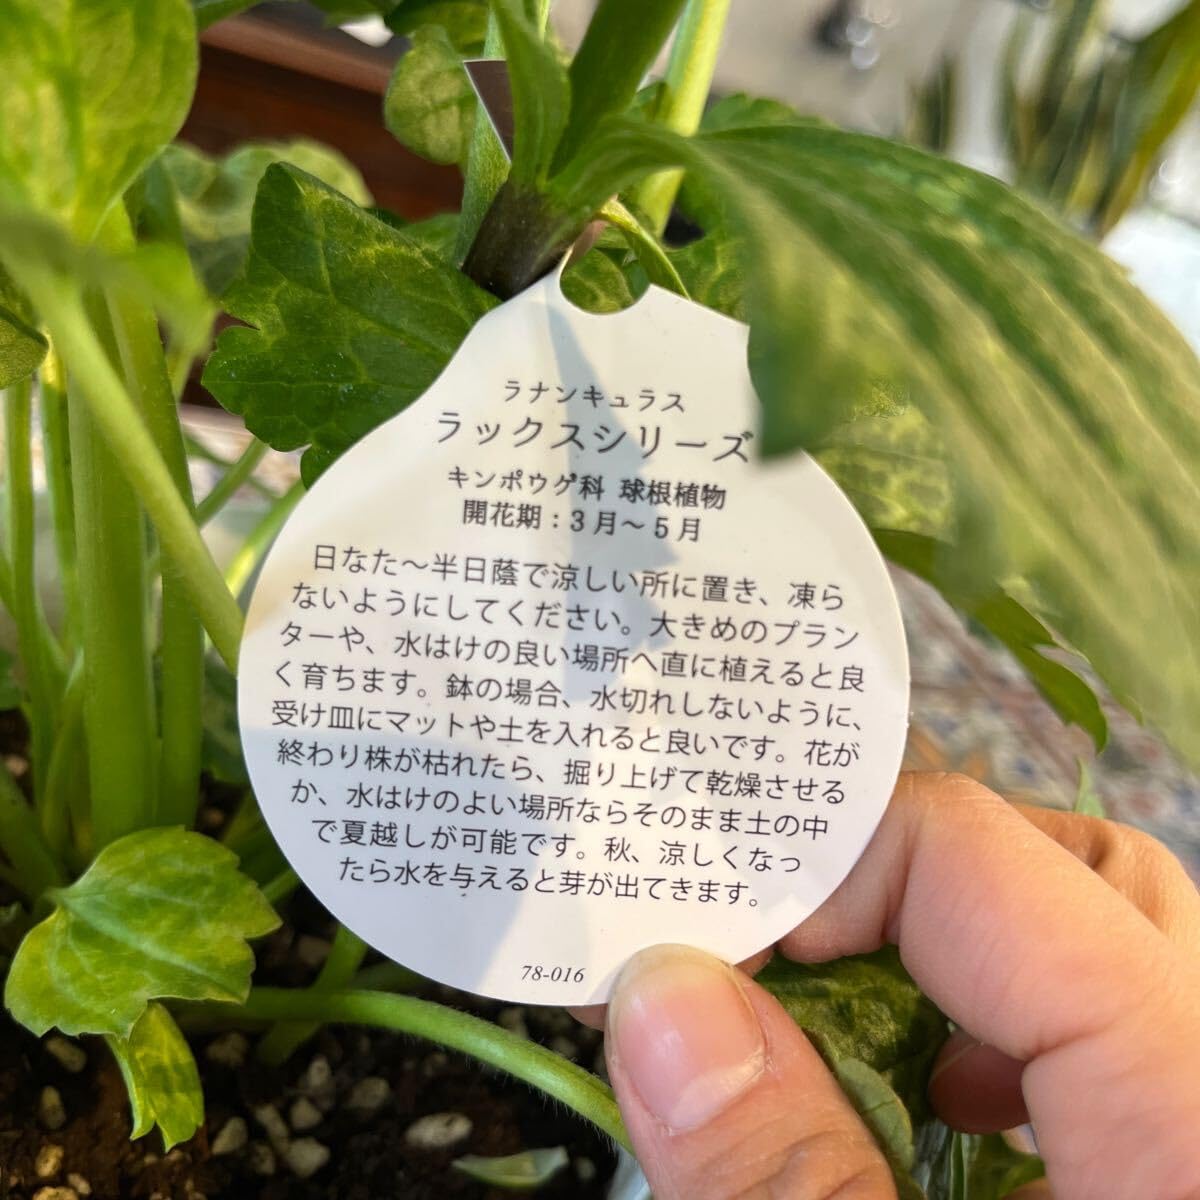 ラナンキュラス
ラックスシリーズ
キンポウゲ科 球根植物
開花期：3月〜5月
日なた〜半日蔭で涼しい所に置き、凍ら
ないようにしてください。大きめのプラン
ターや、水はけの良い場所へ直に植えると良
く育ちます。鉢の場合、水切れしないように、
受け皿にマットや土を入れると良いです。花が
終わり株が枯れたら、掘り上げて乾燥させる
か、水はけのよい場所ならそのまま土の中
で夏越しが可能です。秋、涼しくなっ
たら水を与えると芽が出てきます。
78-016